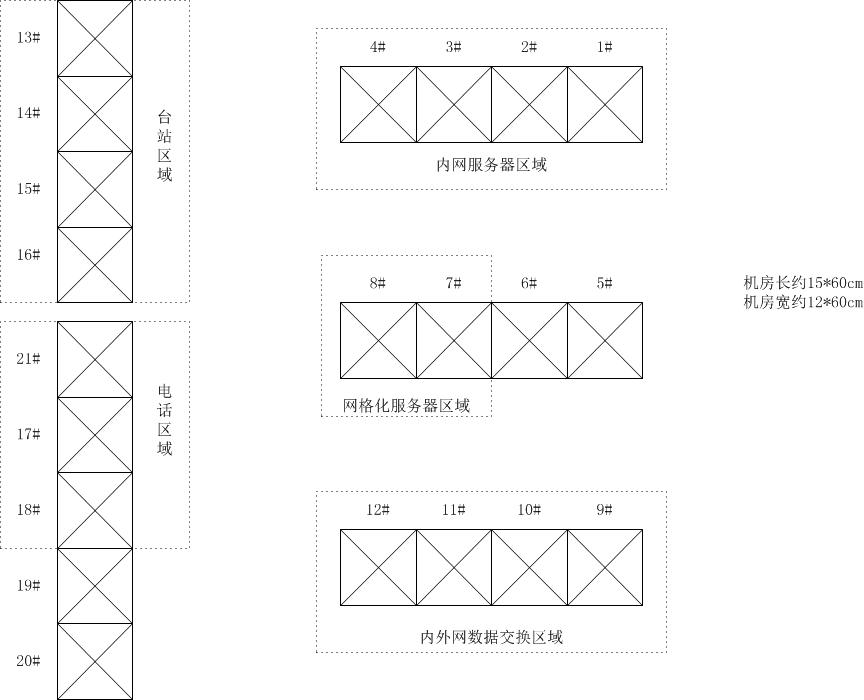 13#
14#
15#
16#
台站区域
21#
17#
18#
电话区域
19#
20#
4# 3# 2# 1#
内网服务器区域
8# 7# 6# 5#
网格化服务器区域
12# 11# 10# 9#
内外网数据交换区域
机房长约15*60cm
机房宽约12*60cm